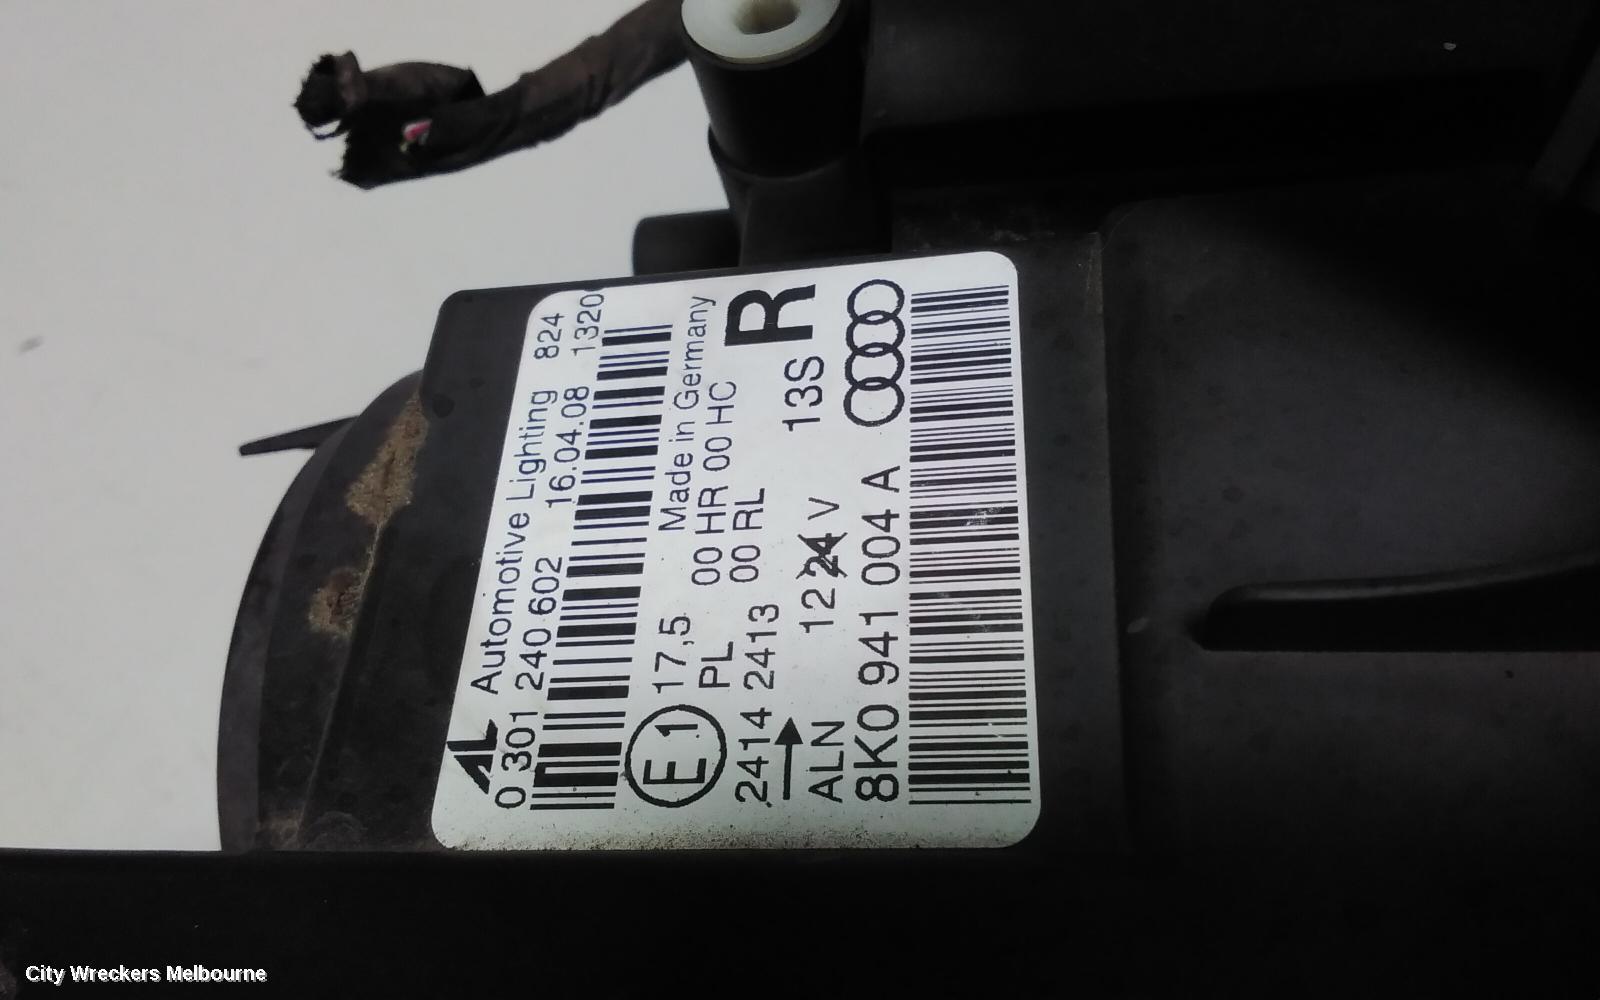 AL Automotive Lighting 824
0 301 240 602 16.04.08 1320
E1 17,5 Made in Germany
PL 00 HR 00 HC
2414 2413 00 RL
R
12 24 V 13S
ALN
8K0 941 004 A
City Wreckers Melbourne